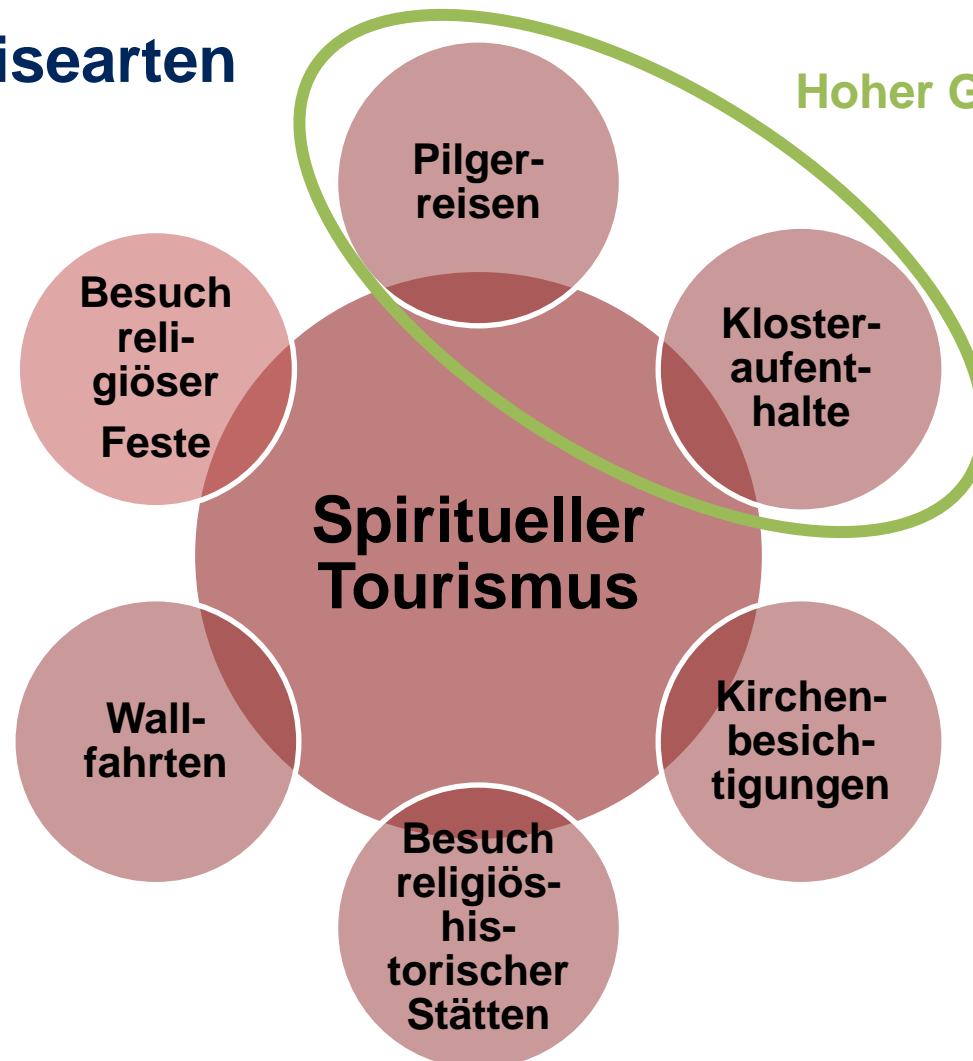 isearten
Hoher G
Pilger-
reisen
Besuch
reli-
giöser
Feste
Kloster-
aufent-
halte
Spiritueller
Tourismus
Wall-
fahrten
Kirchen-
besich-
tigungen
Besuch
religiös-
his-
torischer
Stätten